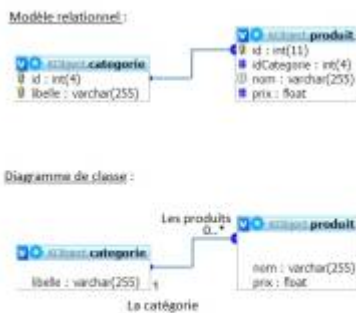 Modèle relationnel :
categorie
id : int(4)
libelle : varchar(255)
produit
id : int(11)
idCategorie : int(4)
nom : varchar(255)
prix : float
Diagramme de classe :
Les produits
0..*
categorie
libelle : varchar(255)
1
La catégorie
produit
nom : varchar(255)
prix : float